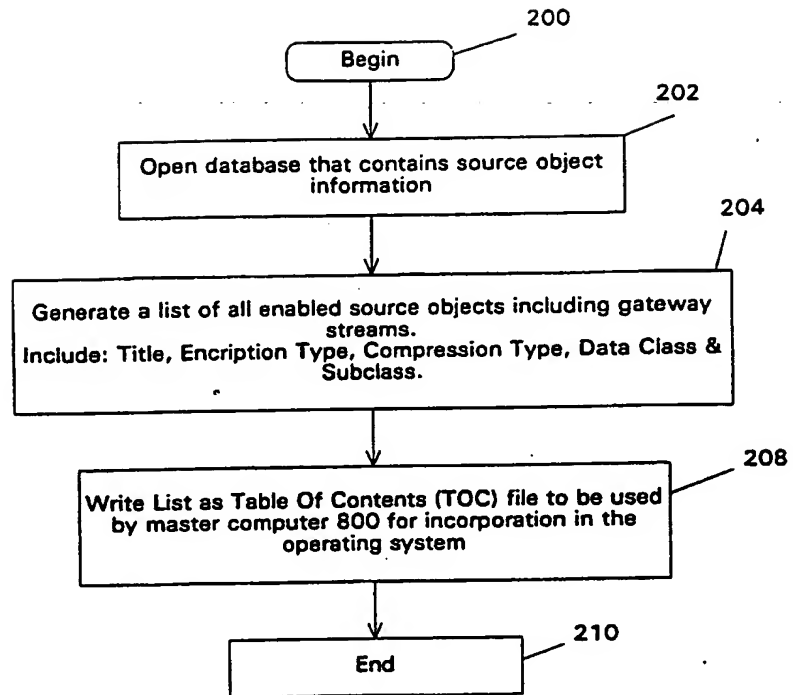 200
Begin
202
Open database that contains source object
information
204
Generate a list of all enabled source objects including gateway
streams.
Include: Title, Encription Type, Compression Type, Data Class &
Subclass.
208
Write List as Table Of Contents (TOC) file to be used
by master computer 800 for incorporation in the
operating system
210
End